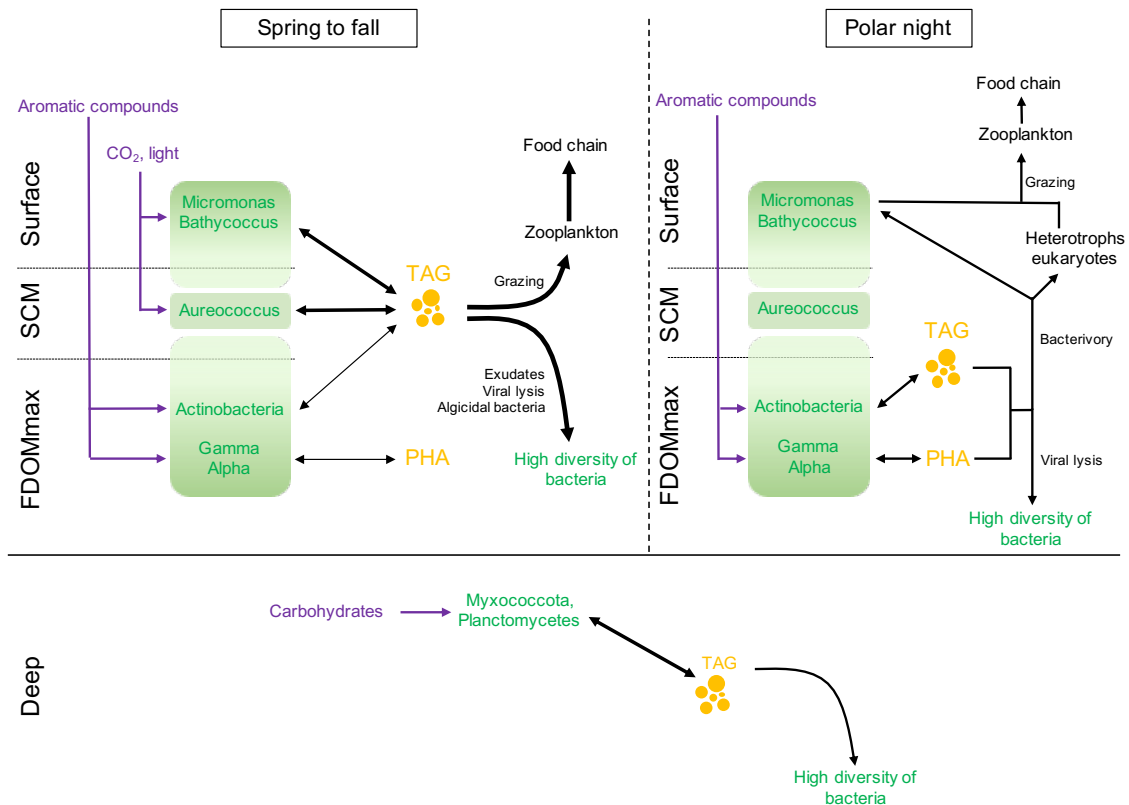 Spring to fall
Aromatic compounds
CO₂, light
Surface
SCM
FDOMmax
Micromonas
Bathycoccus
Aureococcus
Actinobacteria
Gamma
Alpha
TAG
PHA
Food chain
Zooplankton
Grazing
Exudates
Viral lysis
Algicidal bacteria
High diversity of
bacteria
Polar night
Aromatic compounds
Surface
SCM
FDOMmax
Micromonas
Bathycoccus
Aureococcus
Actinobacteria
Gamma
Alpha
TAG
PHA
Food chain
Zooplankton
Grazing
Heterotrophs
eukaryotes
Bacterivory
Viral lysis
High diversity of
bacteria
Deep
Carbohydrates
Myxococcota,
Planctomycetes
TAG
High diversity of
bacteria